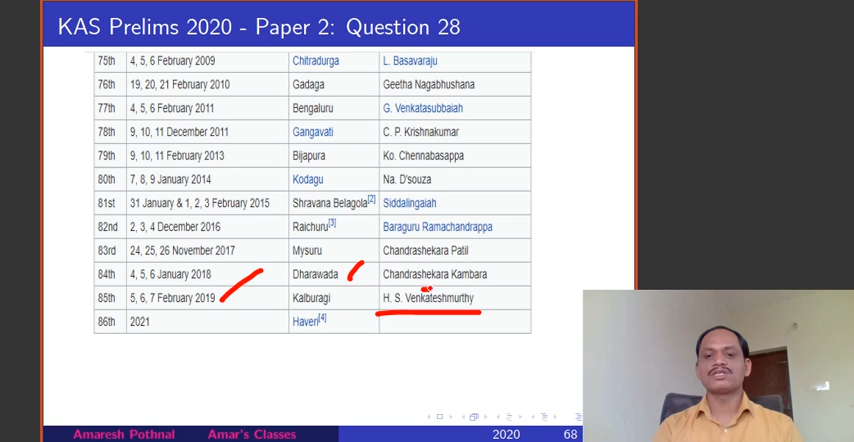 KAS Prelims 2020 - Paper 2: Question 28
75th 4, 5, 6 February 2009 Chitradurga L. Basavaraju
76th 19, 20, 21 February 2010 Gadaga Geetha Nagabhushana
77th 4, 5, 6 February 2011 Bengaluru G. Venkatasubbaiah
78th 9, 10, 11 December 2011 Gangavati C. P. Krishnakumar
79th 9, 10, 11 February 2013 Bijapura Ko. Chennabasappa
80th 7, 8, 9 January 2014 Kodagu Na. D'souza
81st 31 January & 1, 2, 3 February 2015 Shravana Belagola[2] Siddalingaiah
82nd 2, 3, 4 December 2016 Raichuru[3] Baraguru Ramachandrappa
83rd 24, 25, 26 November 2017 Mysuru Chandrashekara Patil
84th 4, 5, 6 January 2018 Dharawada Chandrashekara Kambara
85th 5, 6, 7 February 2019 Kalburagi H. S. Venkateshmurthy
86th 2021 Haveri[4]
Amaresh Pothnal Amar's Classes 2020 68